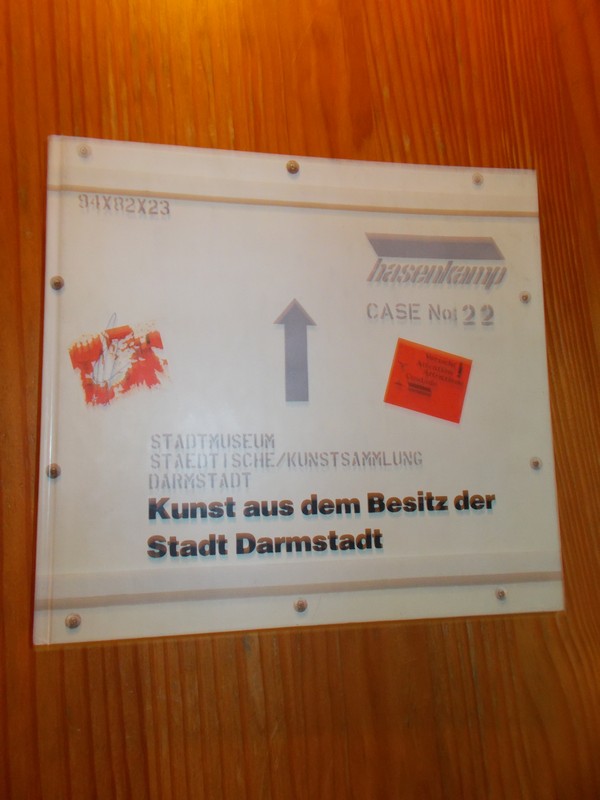 94X82X23
hasenkamp
CASE No: 22
STADTMUSEUM
STAEDTISCHE/KUNSTSAMMLUNG
DARMSTADT
Kunst aus dem Besitz der
Stadt Darmstadt